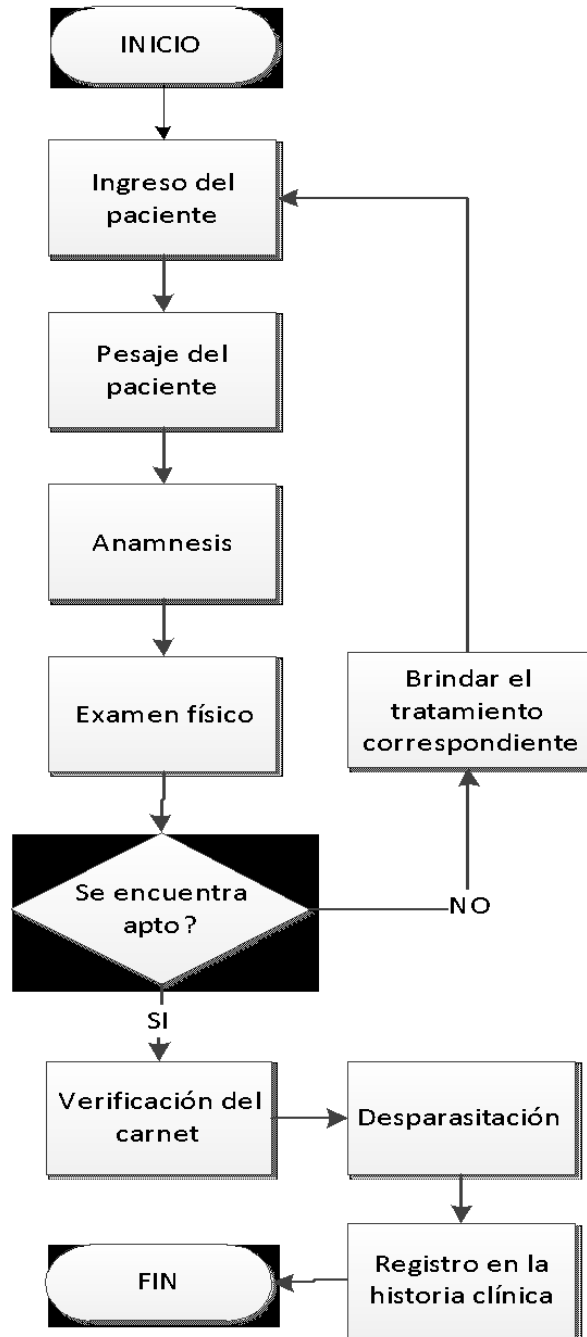 INICIO
Ingreso del
paciente
Pesaje del
paciente
Anamnesis
Examen físico
Brindar el
tratamiento
correspondiente
Se encuentra
apto?
NO
SI
Verificación del
carnet
Desparasitación
Registro en la
historia clínica
FIN